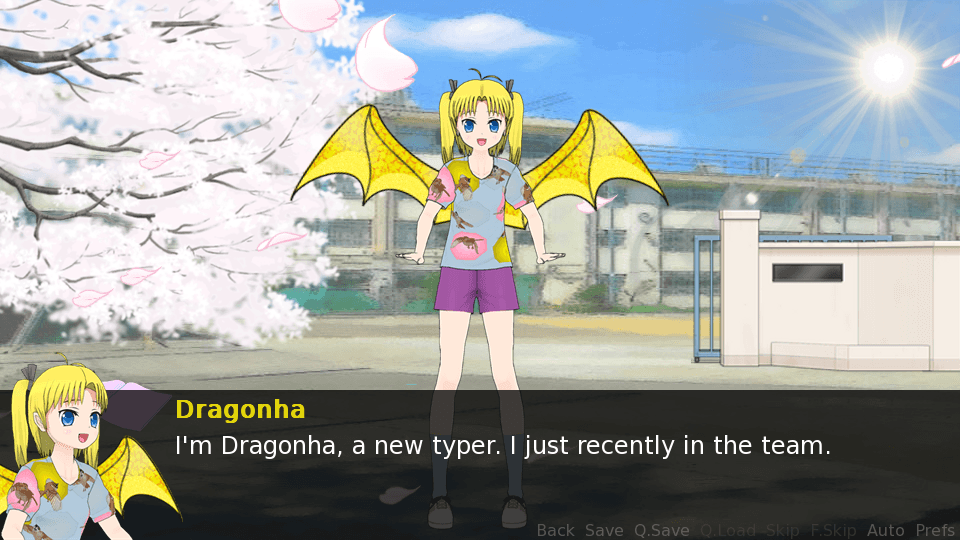 Dragonha
I'm Dragonha, a new typer. I just recently in the team.
Back Save Q.Save Q.Load Skip F.Skip Auto Prefs